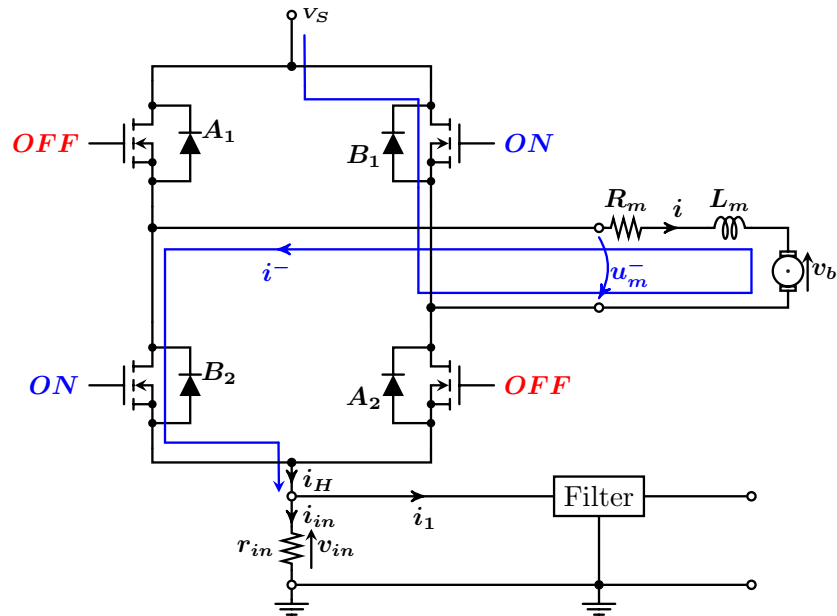 v_S
OFF
A_1
B_1
ON
R_m
i
L_m
i^-
u_m^-
v_b
ON
B_2
A_2
OFF
i_H
i_in
i_1
Filter
r_in
v_in